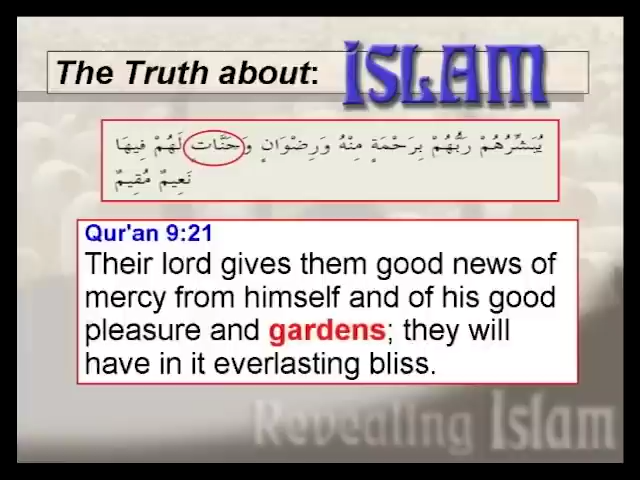 The Truth about: iSLAM
يُبَشِّرُهُمْ رَبُّهُمْ بِرَحْمَةٍ مِنْهُ وَرِضْوَانٍ وَجَنَّاتٍ لَهُمْ فِيهَا
نَعِيمٌ مُقِيمٌ
Qur'an 9:21
Their lord gives them good news of
mercy from himself and of his good
pleasure and gardens; they will
have in it everlasting bliss.
Revealing Islam